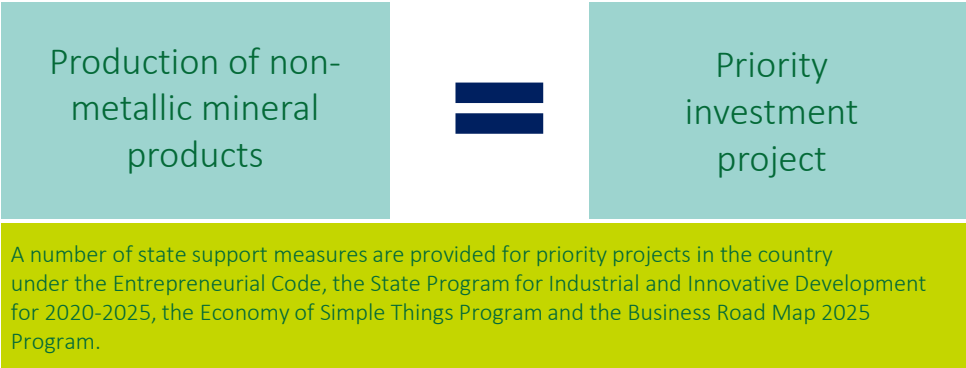 Production of non-
metallic mineral
products
Priority
investment
project
A number of state support measures are provided for priority projects in the country
under the Entrepreneurial Code, the State Program for Industrial and Innovative Development
for 2020-2025, the Economy of Simple Things Program and the Business Road Map 2025
Program.